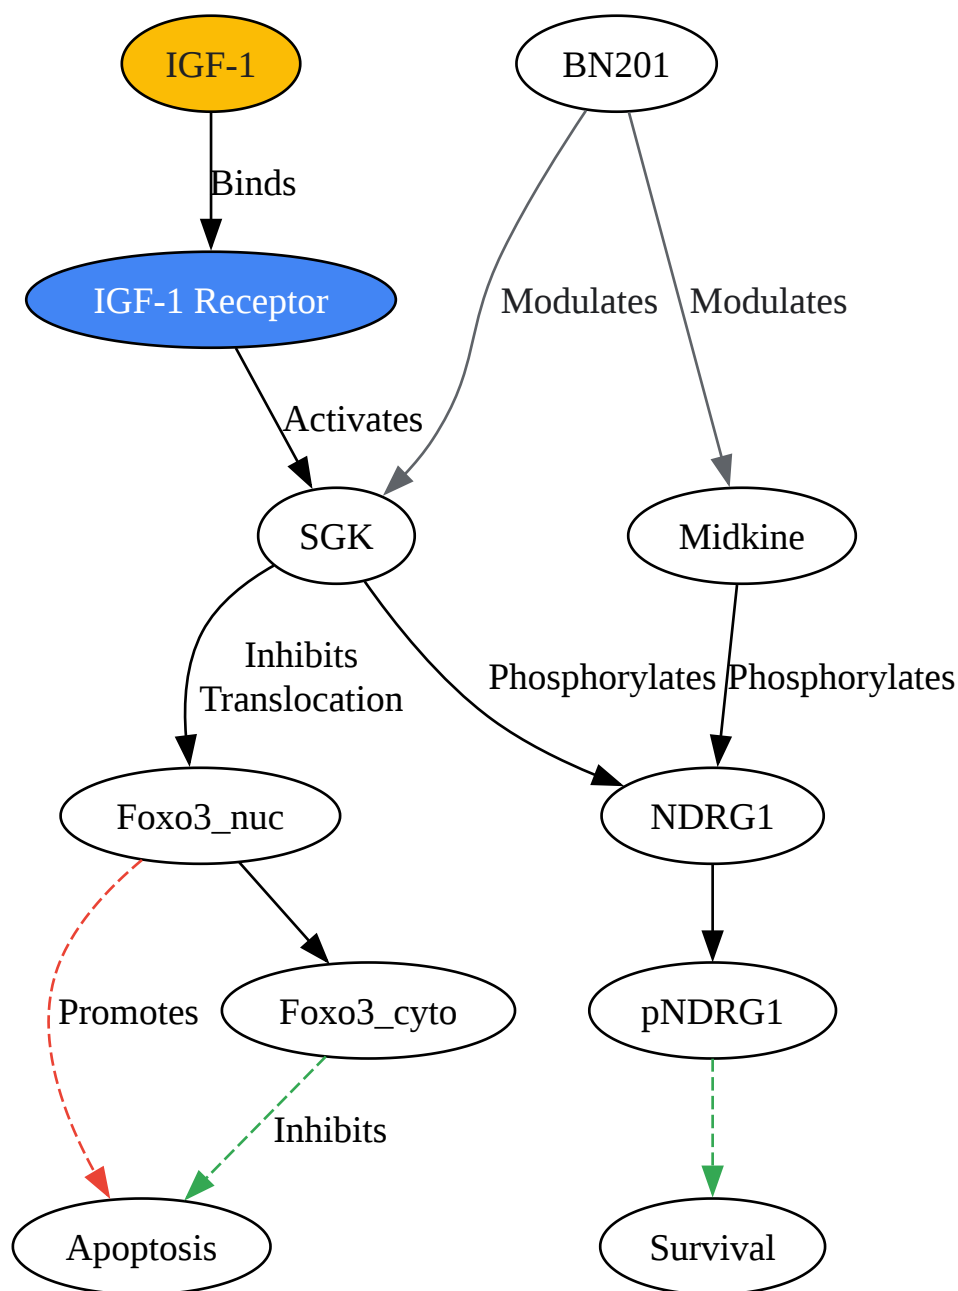 IGF-1
BN201
Binds
IGF-1 Receptor
Modulates
Modulates
Activates
SGK
Midkine
Inhibits
Translocation
Phosphorylates
Phosphorylates
Foxo3_nuc
NDRG1
Promotes
Foxo3_cyto
pNDRG1
Inhibits
Apoptosis
Survival